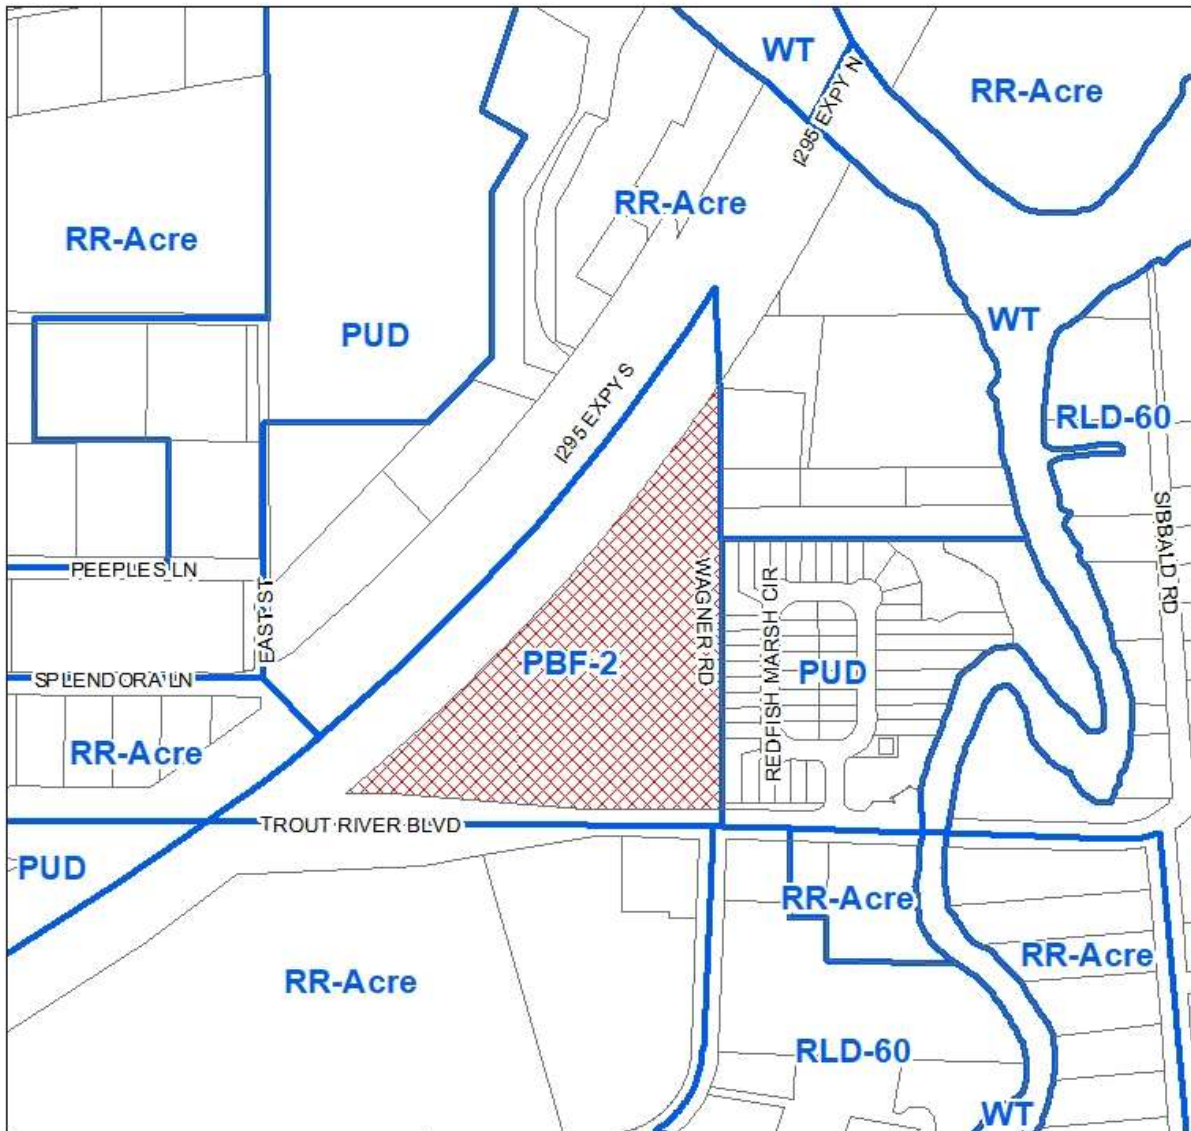 WT
RR-Acre
I295 EXPY N
RR-Acre
RR-Acre
WT
PUD
I295 EXPY S
RLD-60
SIBBALD RD
PEEPLES LN
EAST ST
WAGNER RD
REDFISH MARSH CIR
PBF-2
PUD
SPLENDORA LN
RR-Acre
TROUT RIVER BLVD
PUD
RR-Acre
RR-Acre
RR-Acre
RLD-60
WT